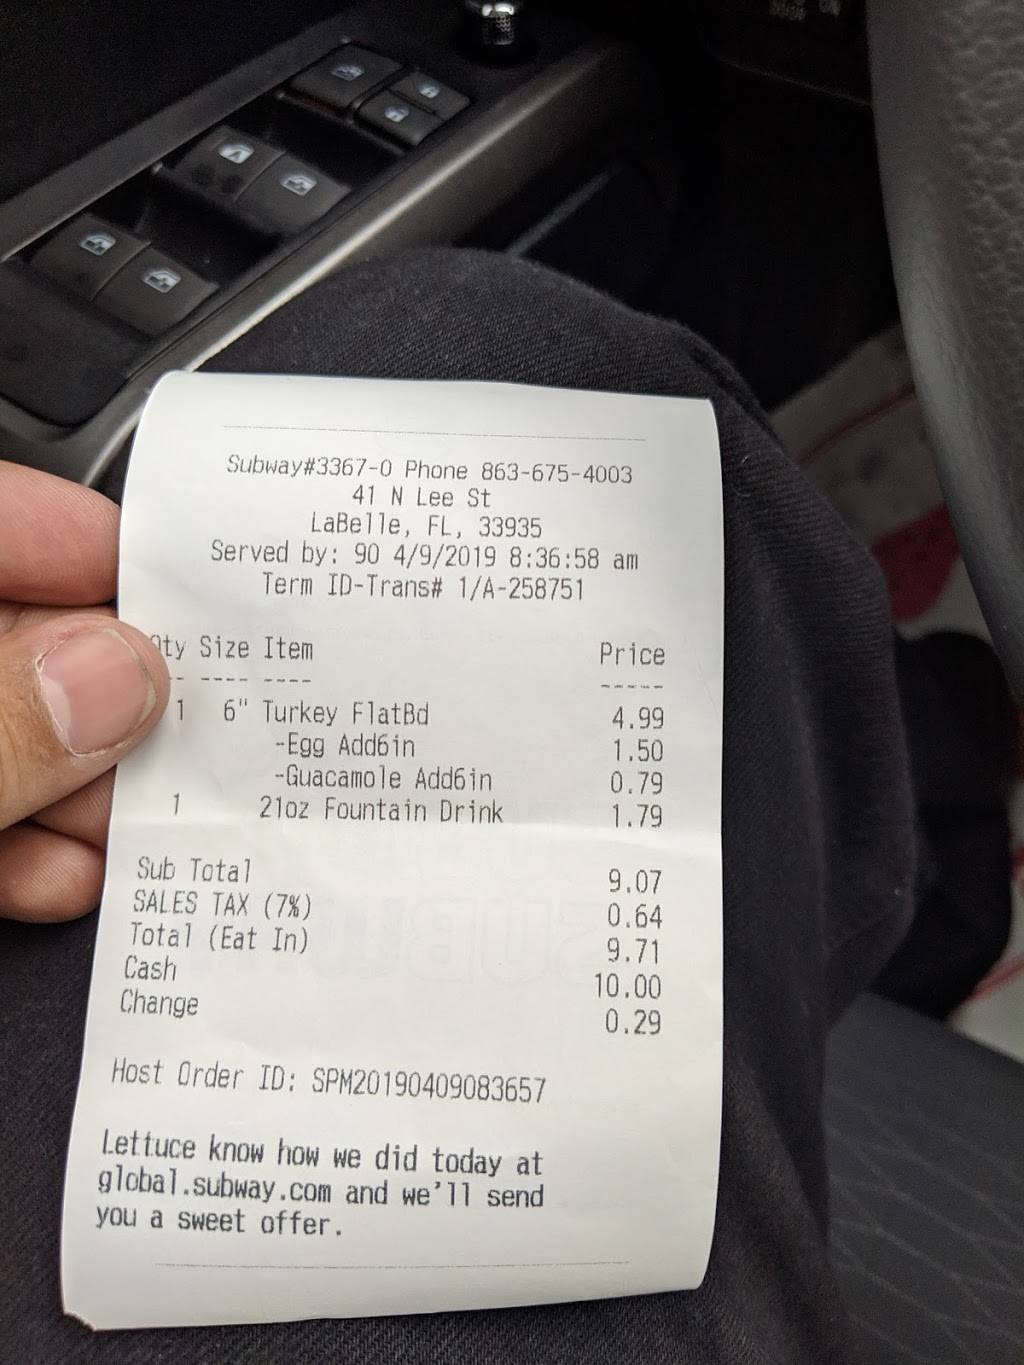 Subway#3367-0 Phone 863-675-4003
41 N Lee St
LaBelle, FL, 33935
Served by: 90 4/9/2019 8:36:58 am
Term ID-Trans# 1/A-258751
Qty Size Item Price
---- ---- -----
1 6" Turkey FlatBd 4.99
-Egg Add6in 1.50
-Guacamole Add6in 0.79
1 21oz Fountain Drink 1.79
Sub Total 9.07
SALES TAX (7%) 0.64
Total (Eat In) 9.71
Cash 10.00
Change 0.29
Host Order ID: SPM20190409083657
Lettuce know how we did today at
global.subway.com and we'll send
you a sweet offer.